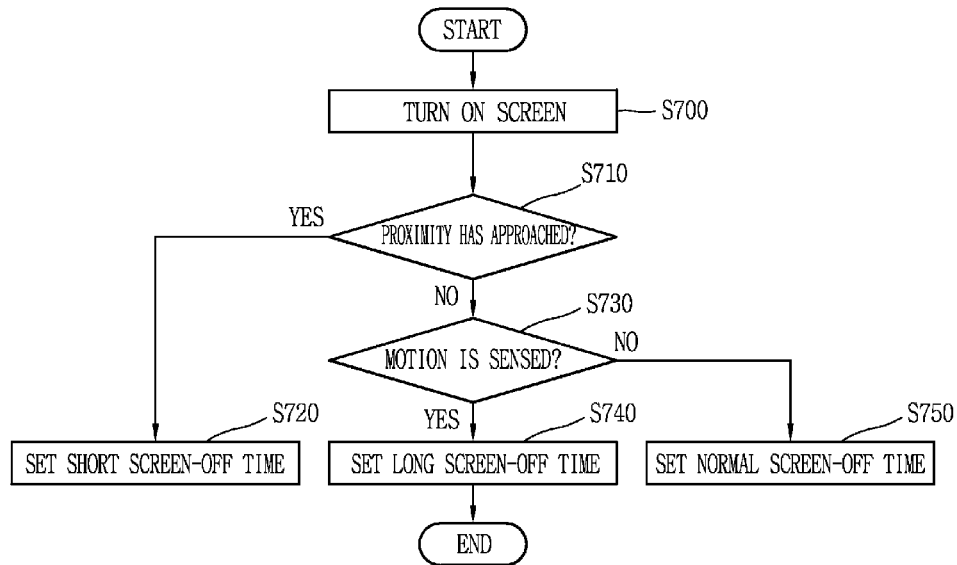 START
TURN ON SCREEN
S700
S710
YES
PROXIMITY HAS APPROACHED?
NO
S730
MOTION IS SENSED?
NO
YES
S720
S740
S750
SET SHORT SCREEN-OFF TIME
SET LONG SCREEN-OFF TIME
SET NORMAL SCREEN-OFF TIME
END